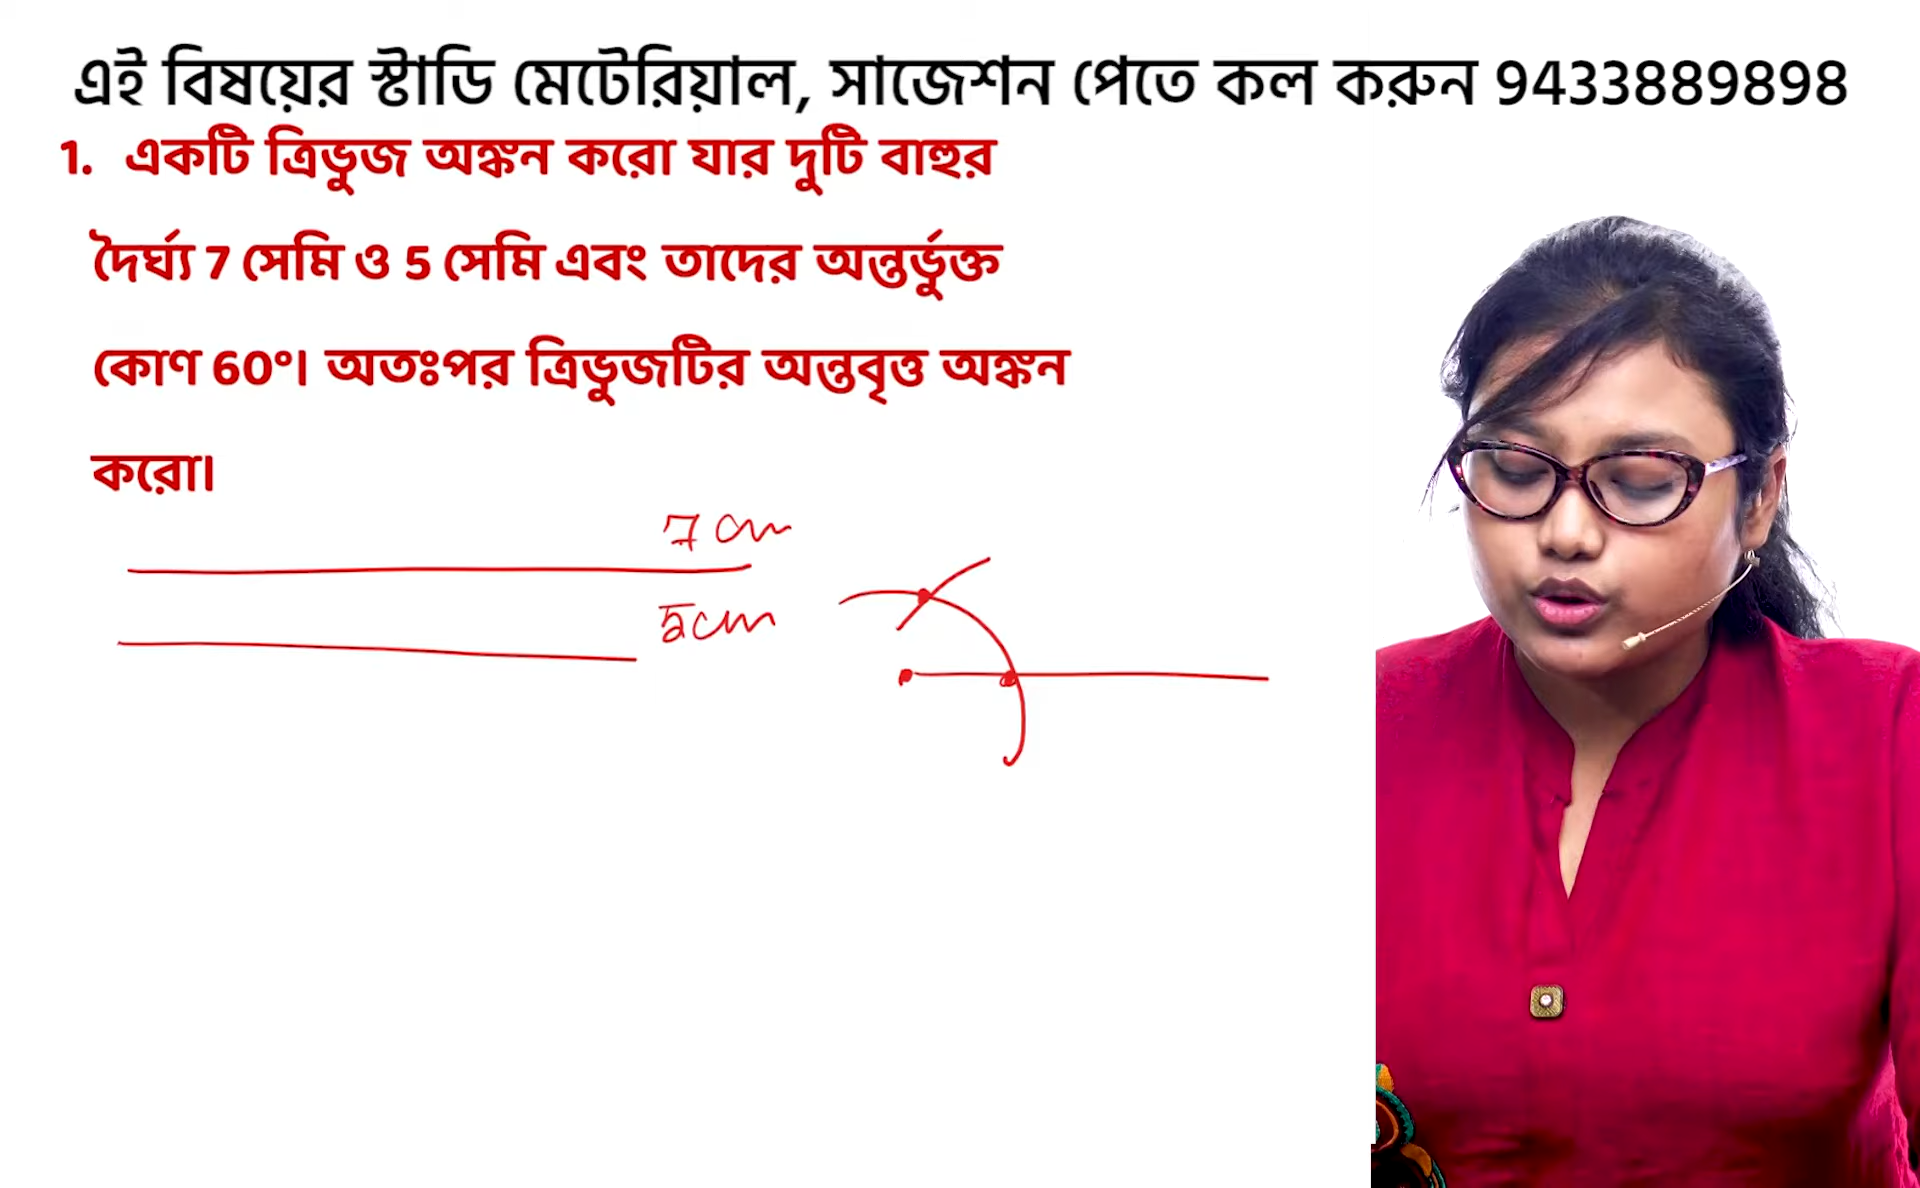 এই বিষয়ের স্টাডি মেটেরিয়াল, সাজেশন পেতে কল করুন 9433889898
1. একটি ত্রিভুজ অঙ্কন করো যার দুটি বাহুর
দৈর্ঘ্য 7 সেমি ও 5 সেমি এবং তাদের অন্তর্ভুক্ত
কোণ 60°। অতঃপর ত্রিভুজটির অন্তবৃত্ত অঙ্কন
করো।
7 cm
5cm